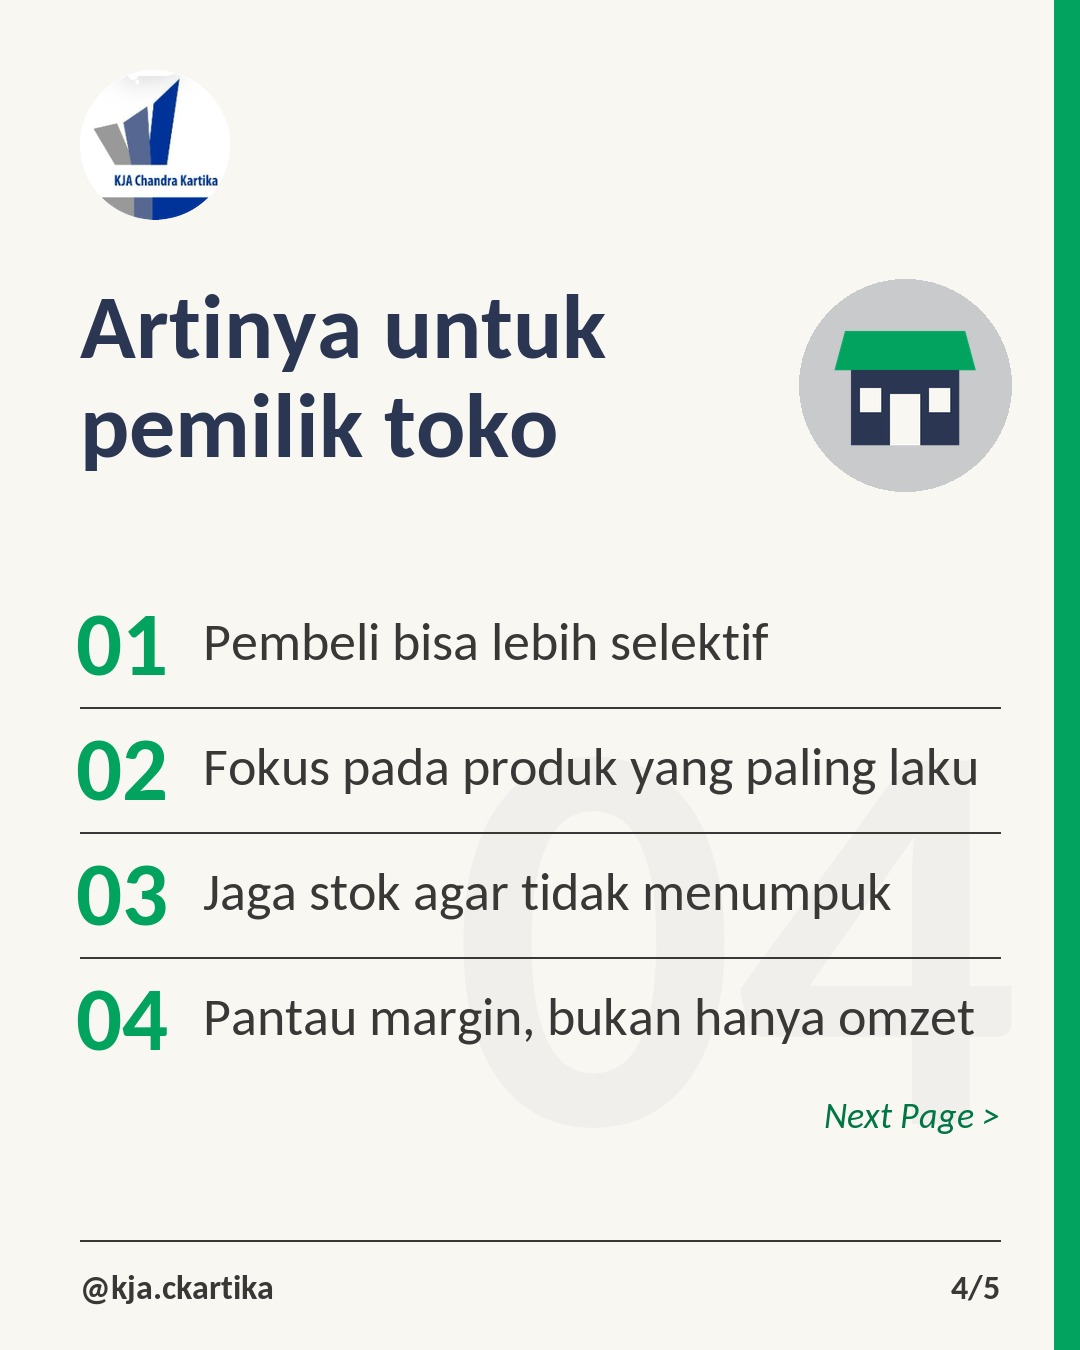 KJA Chandra Kartika
Artinya untuk
pemilik toko
01 Pembeli bisa lebih selektif
02 Fokus pada produk yang paling laku
03 Jaga stok agar tidak menumpuk
04 Pantau margin, bukan hanya omzet
04
Next Page >
@kja.ckartika
4/5